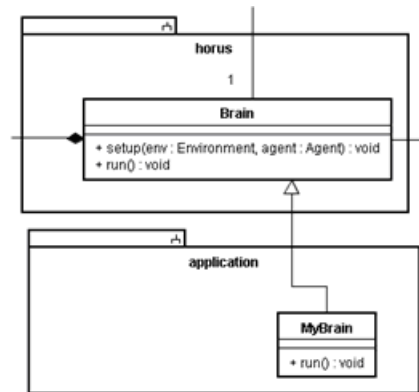 horus
1
Brain
+ setup(env : Environment, agent : Agent) : void
+ run() : void
application
MyBrain
+ run() : void